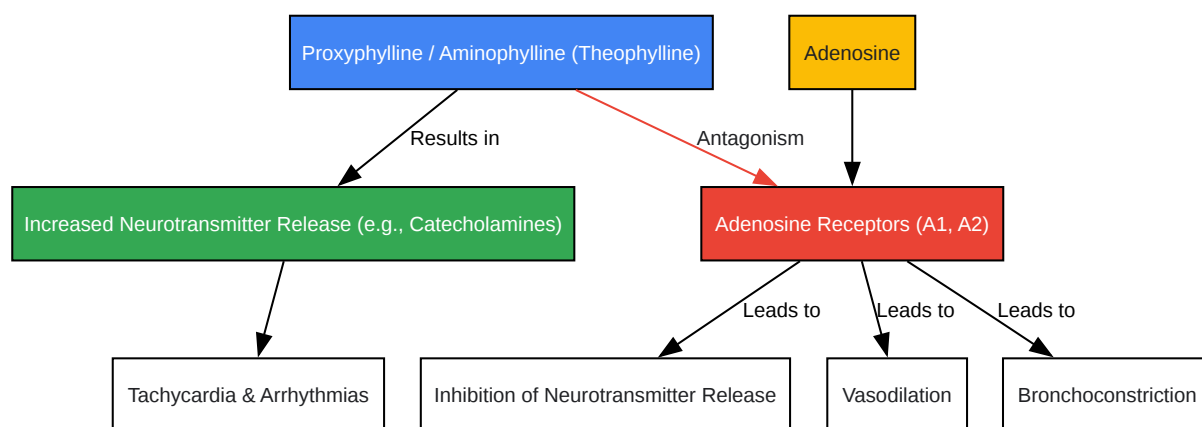 Proxyphylline / Aminophylline (Theophylline)
Adenosine
Results in
Antagonism
Increased Neurotransmitter Release (e.g., Catecholamines)
Adenosine Receptors (A1, A2)
Leads to
Leads to
Leads to
Tachycardia & Arrhythmias
Inhibition of Neurotransmitter Release
Vasodilation
Bronchoconstriction